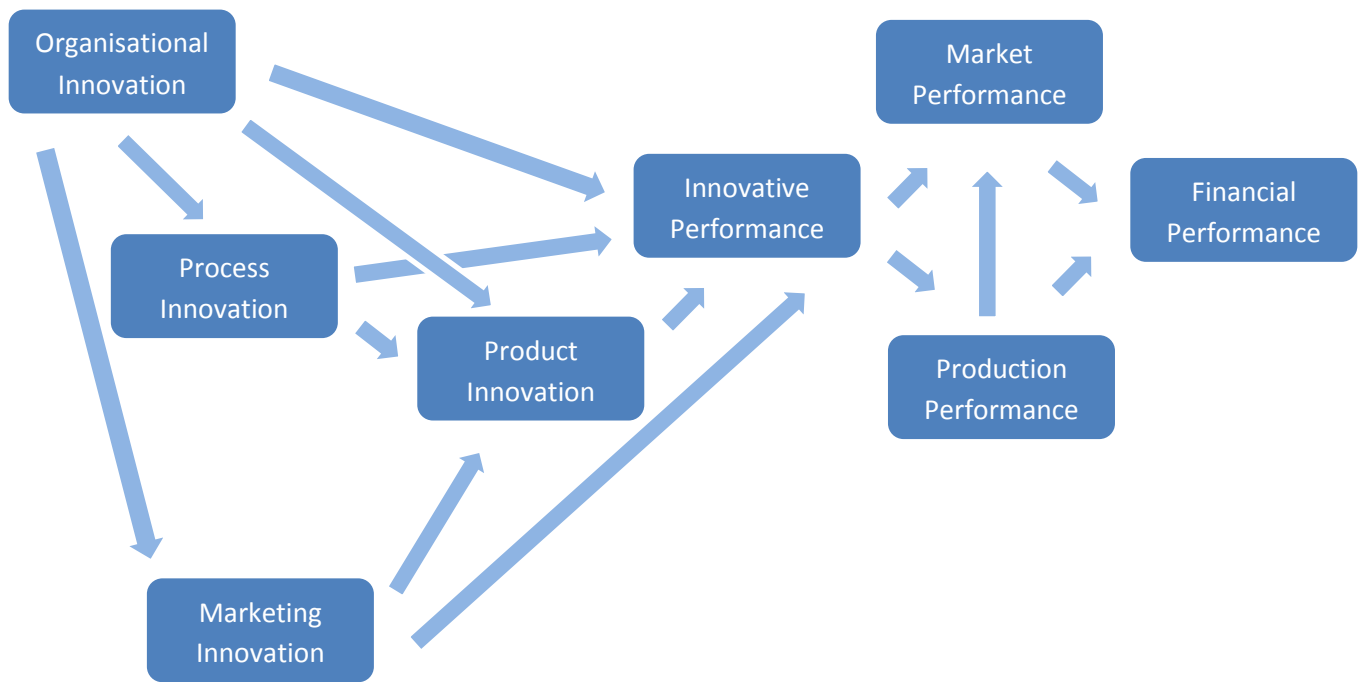 Organisational
Innovation
Market
Performance
Innovative
Performance
Financial
Performance
Process
Innovation
Product
Innovation
Production
Performance
Marketing
Innovation